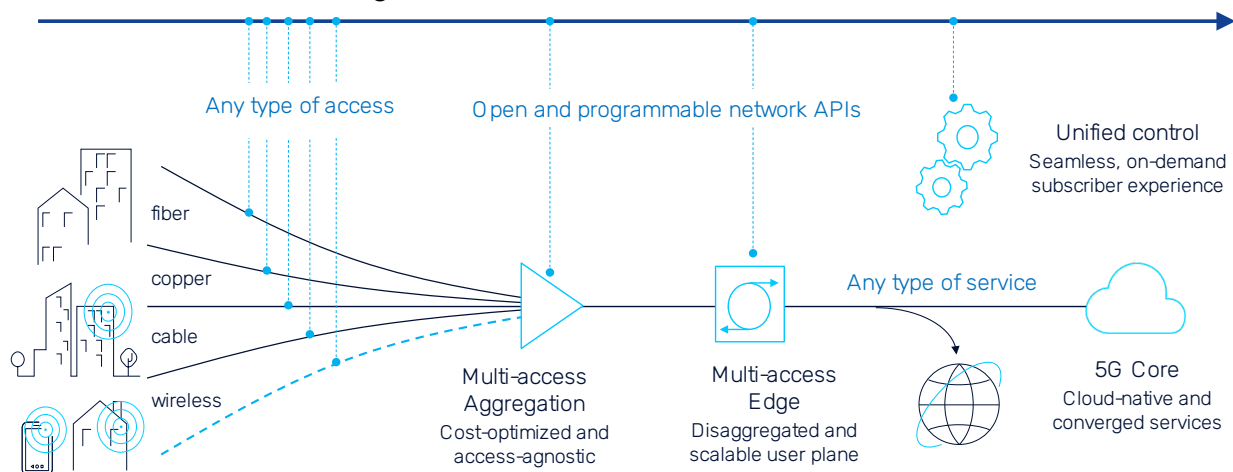 Any type of access
Open and programmable network APIs
Unified control
Seamless, on-demand
subscriber experience
fiber
copper
cable
wireless
Any type of service
Multi-access
Aggregation
Cost-optimized and
access-agnostic
Multi-access
Edge
Disaggregated and
scalable user plane
5G Core
Cloud-native and
converged services